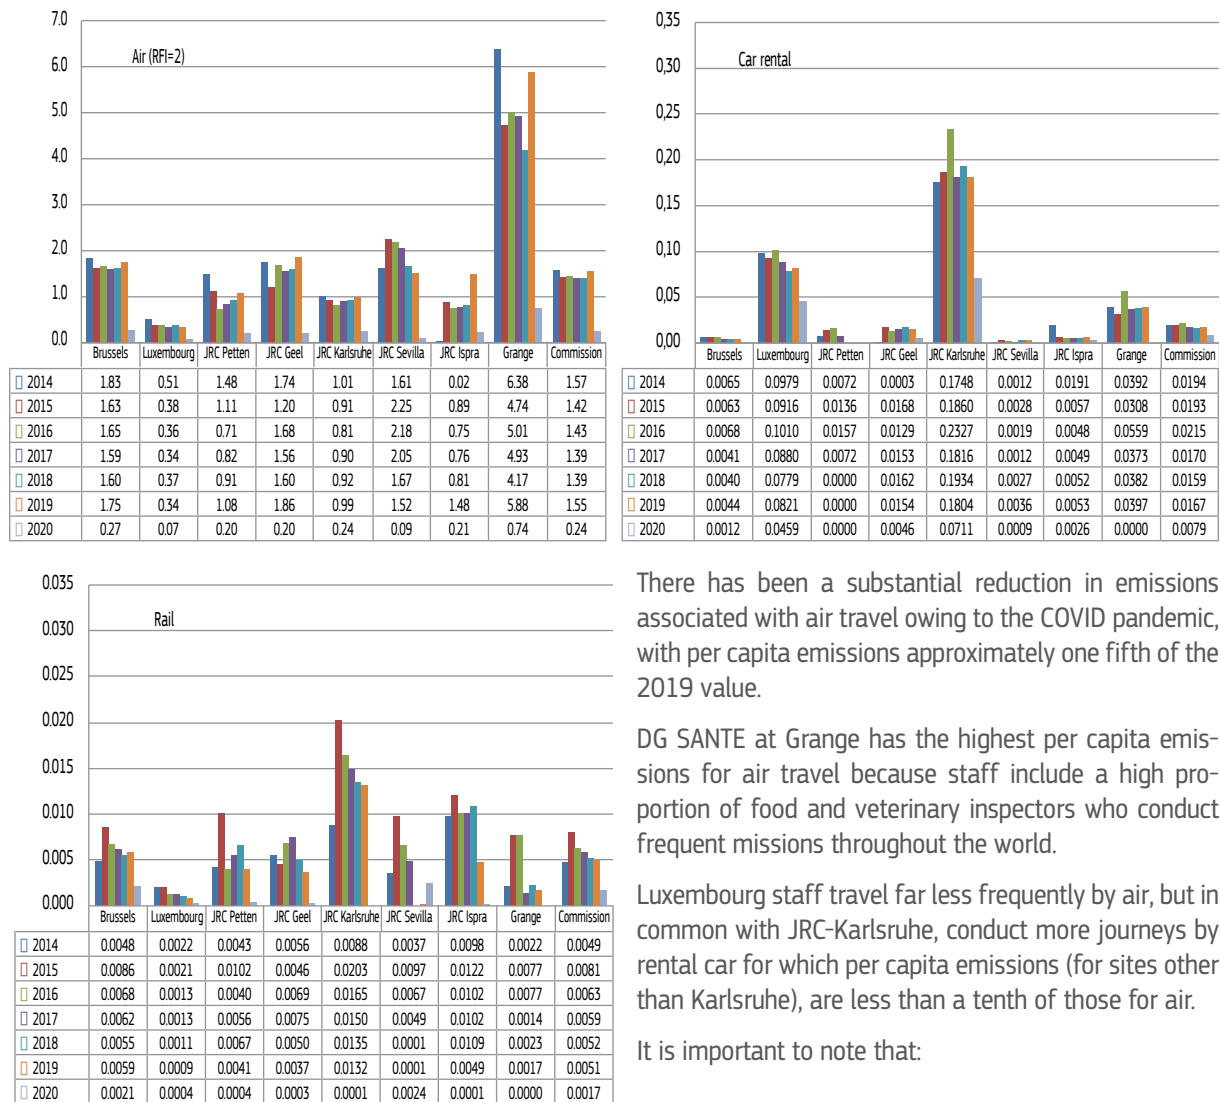 7.0
6.0
5.0
4.0
3.0
2.0
1.0
0.0
Air (RFI=2)
Brussels Luxembourg JRC Petten JRC Geel JRC Karlsruhe JRC Sevilla JRC Ispra Grange Commission
2014 1.83 0.51 1.48 1.74 1.01 1.61 0.02 6.38 1.57
2015 1.63 0.38 1.11 1.20 0.91 2.25 0.89 4.74 1.42
2016 1.65 0.36 0.71 1.68 0.81 2.18 0.75 5.01 1.43
2017 1.59 0.34 0.82 1.56 0.90 2.05 0.76 4.93 1.39
2018 1.60 0.37 0.91 1.60 0.92 1.67 0.81 4.17 1.39
2019 1.75 0.34 1.08 1.86 0.99 1.52 1.48 5.88 1.55
2020 0.27 0.07 0.20 0.20 0.24 0.09 0.21 0.74 0.24
0,35
0,30
0,25
0,20
0,15
0,10
0,05
0,00
Car rental
Brussels Luxembourg JRC Petten JRC Geel JRC Karlsruhe JRC Sevilla JRC Ispra Grange Commission
2014 0.0065 0.0979 0.0072 0.0003 0.1748 0.0012 0.0191 0.0392 0.0194
2015 0.0063 0.0916 0.0136 0.0168 0.1860 0.0028 0.0057 0.0308 0.0193
2016 0.0068 0.1010 0.0157 0.0129 0.2327 0.0019 0.0048 0.0559 0.0215
2017 0.0041 0.0880 0.0072 0.0153 0.1816 0.0012 0.0049 0.0373 0.0170
2018 0.0040 0.0779 0.0000 0.0162 0.1934 0.0027 0.0052 0.0382 0.0159
2019 0.0044 0.0821 0.0000 0.0154 0.1804 0.0036 0.0053 0.0397 0.0167
2020 0.0012 0.0459 0.0000 0.0046 0.0711 0.0009 0.0026 0.0000 0.0079
0.035
0.030
0.025
0.020
0.015
0.010
0.005
0.000
Rail
Brussels Luxembourg JRC Petten JRC Geel JRC Karlsruhe JRC Sevilla JRC Ispra Grange Commission
2014 0.0048 0.0022 0.0043 0.0056 0.0088 0.0037 0.0098 0.0022 0.0049
2015 0.0086 0.0021 0.0102 0.0046 0.0203 0.0097 0.0122 0.0077 0.0081
2016 0.0068 0.0013 0.0040 0.0069 0.0165 0.0067 0.0102 0.0077 0.0063
2017 0.0062 0.0013 0.0056 0.0075 0.0150 0.0049 0.0102 0.0014 0.0059
2018 0.0055 0.0011 0.0067 0.0050 0.0135 0.0001 0.0109 0.0023 0.0052
2019 0.0059 0.0009 0.0041 0.0037 0.0132 0.0001 0.0049 0.0017 0.0051
2020 0.0021 0.0004 0.0004 0.0003 0.0001 0.0024 0.0001 0.0000 0.0017
There has been a substantial reduction in emissions
associated with air travel owing to the COVID pandemic,
with per capita emissions approximately one fifth of the
2019 value.
DG SANTE at Grange has the highest per capita emis-
sions for air travel because staff include a high pro-
portion of food and veterinary inspectors who conduct
frequent missions throughout the world.
Luxembourg staff travel far less frequently by air, but in
common with JRC-Karlsruhe, conduct more journeys by
rental car for which per capita emissions (for sites other
than Karlsruhe), are less than a tenth of those for air.
It is important to note that: